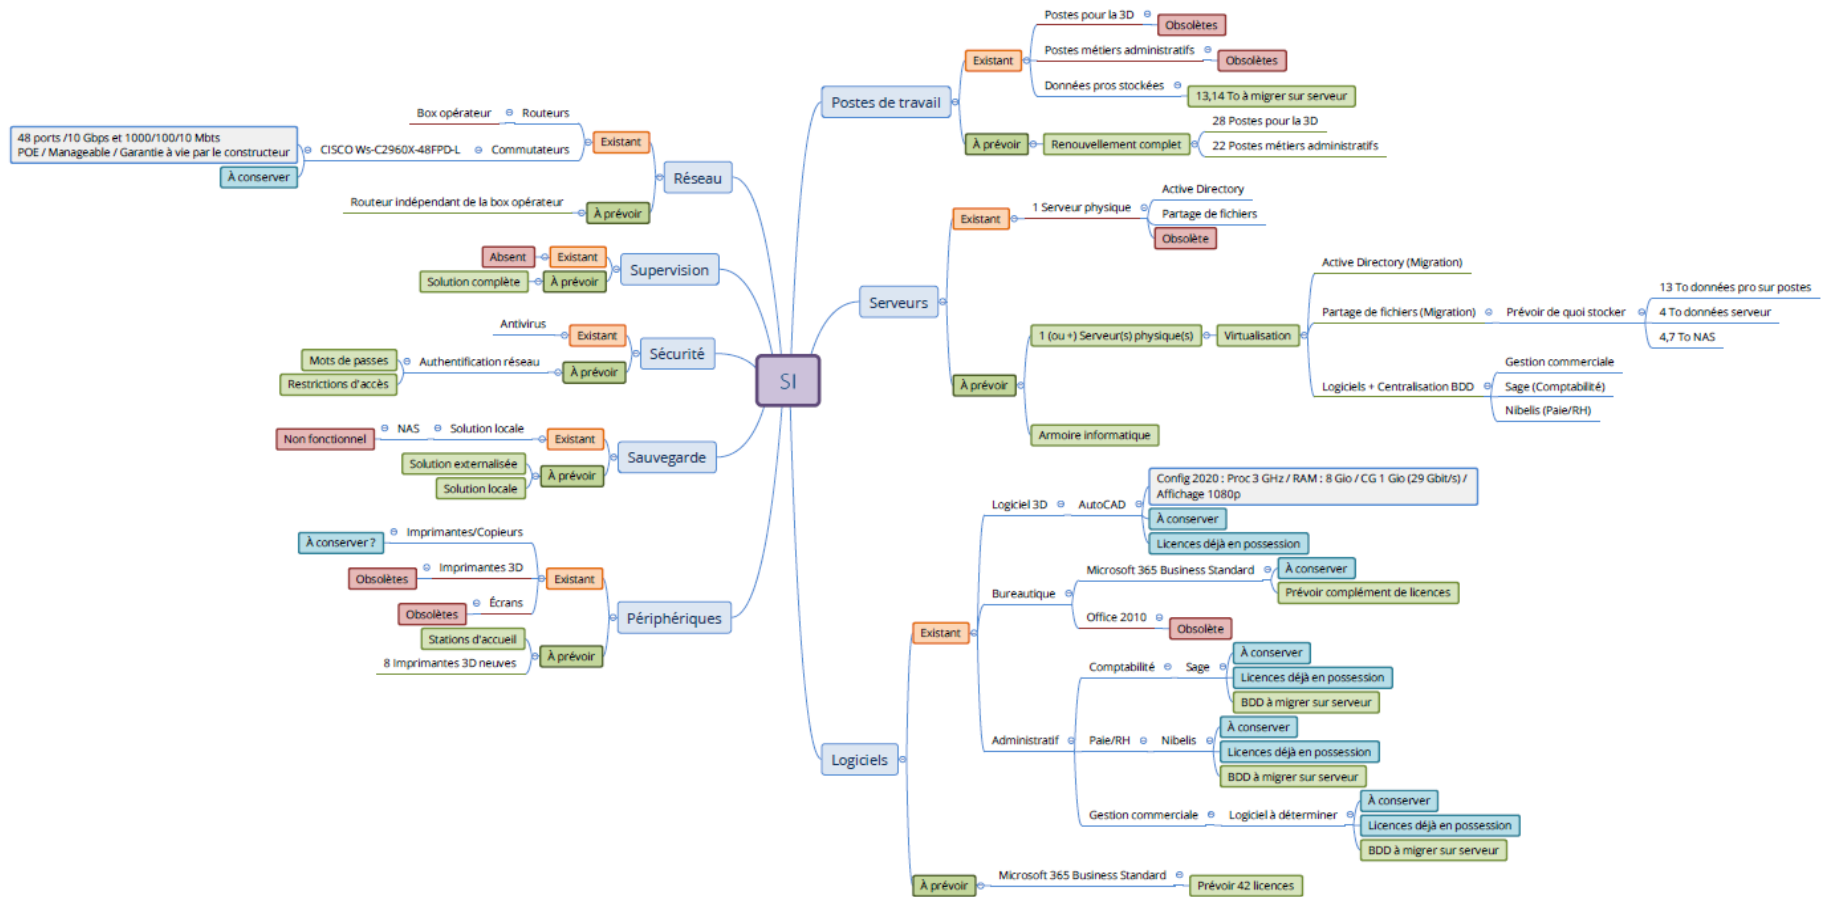 SI
Postes de travail
Existant
Postes pour la 3D
Obsolètes
Postes métiers administratifs
Obsolètes
Données pros stockées
13,14 To à migrer sur serveur
À prévoir
Renouvellement complet
28 Postes pour la 3D
22 Postes métiers administratifs
Serveurs
Existant
1 Serveur physique
Active Directory
Partage de fichiers
Obsolète
À prévoir
1 (ou +) Serveur(s) physique(s)
Virtualisation
Active Directory (Migration)
Partage de fichiers (Migration)
Prévoir de quoi stocker
13 To données pro sur postes
4 To données serveur
4,7 To NAS
Logiciels + Centralisation BDD
Gestion commerciale
Sage (Comptabilité)
Nibelis (Paie/RH)
Armoire informatique
Logiciels
Existant
Logiciel 3D
AutoCAD
Config 2020 : Proc 3 GHz / RAM : 8 Gio / CG 1 Gio (29 Gbit/s) /
Affichage 1080p
À conserver
Licences déjà en possession
Bureautique
Microsoft 365 Business Standard
À conserver
Prévoir complément de licences
Office 2010
Obsolète
Administratif
Comptabilité
Sage
À conserver
Licences déjà en possession
BDD à migrer sur serveur
Paie/RH
Nibelis
À conserver
Licences déjà en possession
BDD à migrer sur serveur
Gestion commerciale
Logiciel à déterminer
À conserver
Licences déjà en possession
BDD à migrer sur serveur
À prévoir
Microsoft 365 Business Standard
Prévoir 42 licences
Réseau
Existant
Routeurs
Box opérateur
Commutateurs
CISCO Ws-C2960X-48FPD-L
48 ports /10 Gbps et 1000/100/10 Mbts
POE / Manageable / Garantie à vie par le constructeur
À conserver
À prévoir
Routeur indépendant de la box opérateur
Supervision
Existant
Absent
À prévoir
Solution complète
Sécurité
Existant
Antivirus
À prévoir
Authentification réseau
Mots de passes
Restrictions d'accès
Sauvegarde
Existant
Solution locale
NAS
Non fonctionnel
À prévoir
Solution externalisée
Solution locale
Périphériques
Existant
Imprimantes/Copieurs
À conserver ?
Imprimantes 3D
Obsolètes
Écrans
Obsolètes
À prévoir
Stations d'accueil
8 Imprimantes 3D neuves